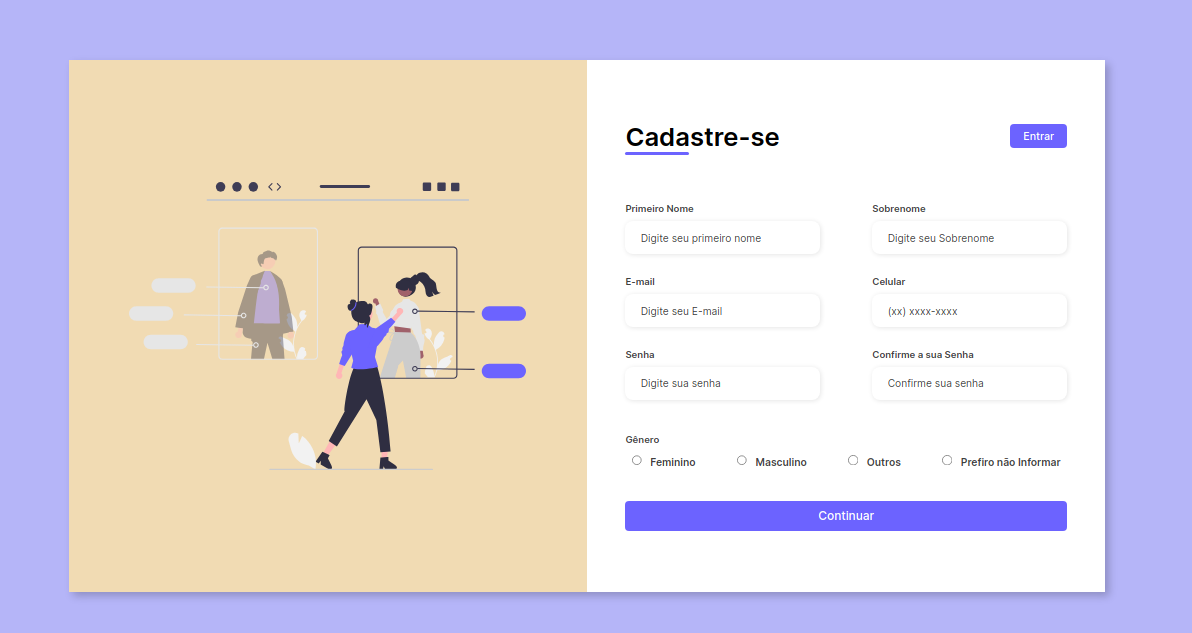 Cadastre-se
Entrar
Primeiro Nome
Sobrenome
Digite seu primeiro nome
Digite seu Sobrenome
E-mail
Celular
Digite seu E-mail
(xx) xxxx-xxxx
Senha
Confirme a sua Senha
Digite sua senha
Confirme sua senha
Gênero
Feminino
Masculino
Outros
Prefiro não Informar
Continuar